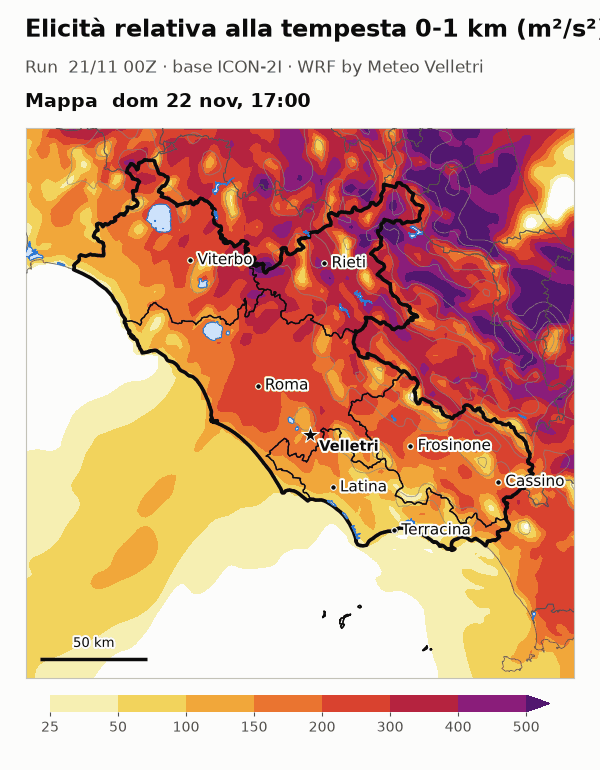 Elicità relativa alla tempesta 0-1 km (m²/s²)
Run 21/11 00Z · base ICON-2I · WRF by Meteo Velletri
Mappa dom 22 nov, 17:00
Viterbo
Rieti
Roma
Velletri
Frosinone
Latina
Cassino
Terracina
50 km
25 50 100 150 200 300 400 500